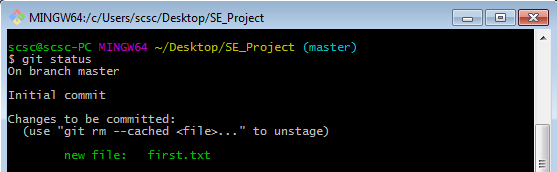 MINGW64:/c/Users/scsc/Desktop/SE_Project
scsc@scsc-PC MINGW64 ~/Desktop/SE_Project (master)
$ git status
On branch master
Initial commit
Changes to be committed:
  (use "git rm --cached <file>..." to unstage)
        new file:   first.txt